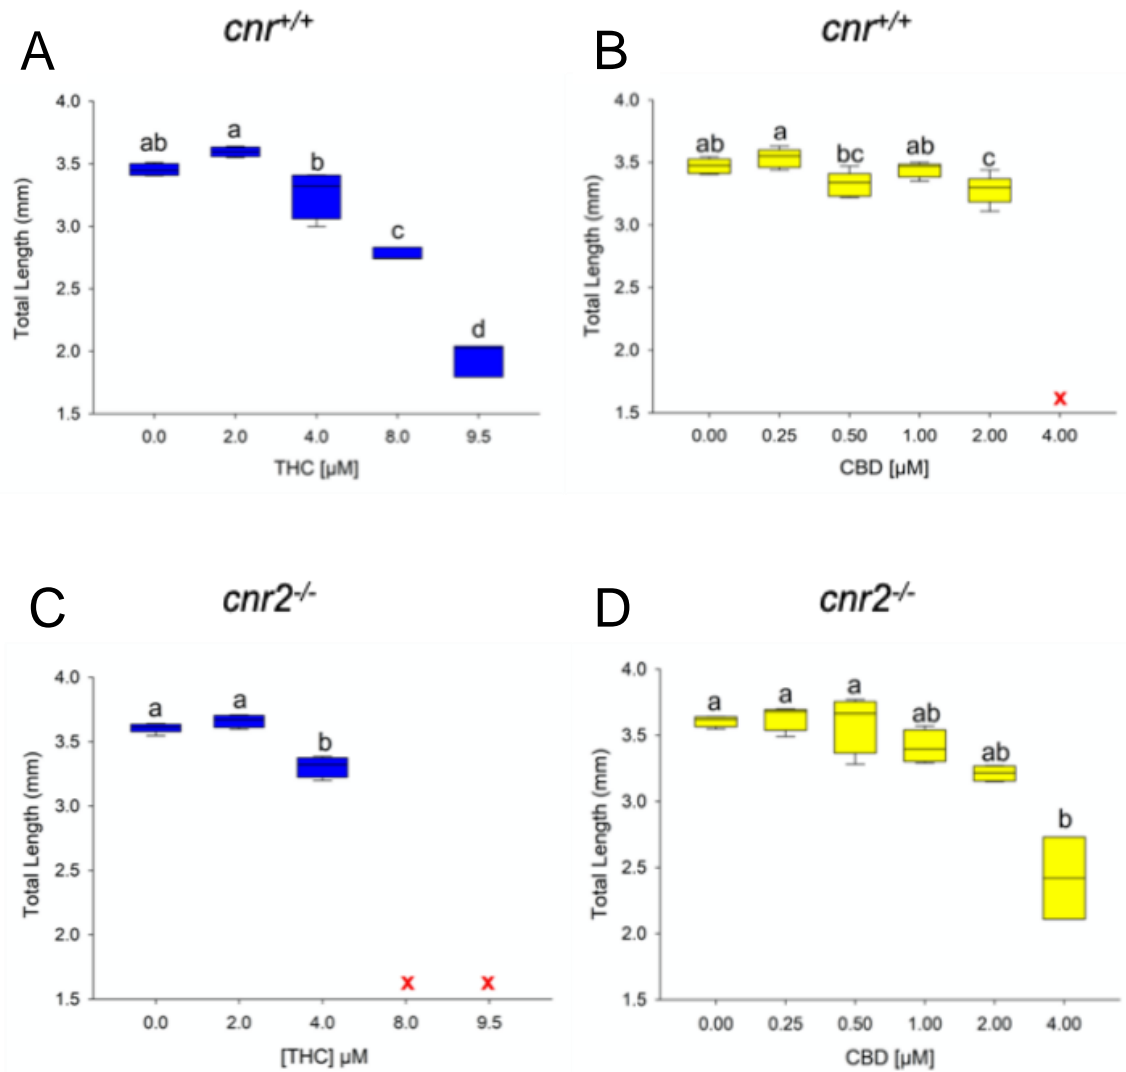 A
cnr+/+
4.0
3.5
3.0
2.5
2.0
1.5
Total Length (mm)
ab
a
b
c
d
0.0 2.0 4.0 8.0 9.5
THC [µM]
B
cnr+/+
4.0
3.5
3.0
2.5
2.0
1.5
Total Length (mm)
ab
a
bc
ab
c
x
0.00 0.25 0.50 1.00 2.00 4.00
CBD [µM]
C
cnr2-/-
4.0
3.5
3.0
2.5
2.0
1.5
Total Length (mm)
a
a
b
x
x
0.0 2.0 4.0 8.0 9.5
[THC] µM
D
cnr2-/-
4.0
3.5
3.0
2.5
2.0
1.5
Total Length (mm)
a
a
a
ab
ab
b
0.00 0.25 0.50 1.00 2.00 4.00
CBD [µM]